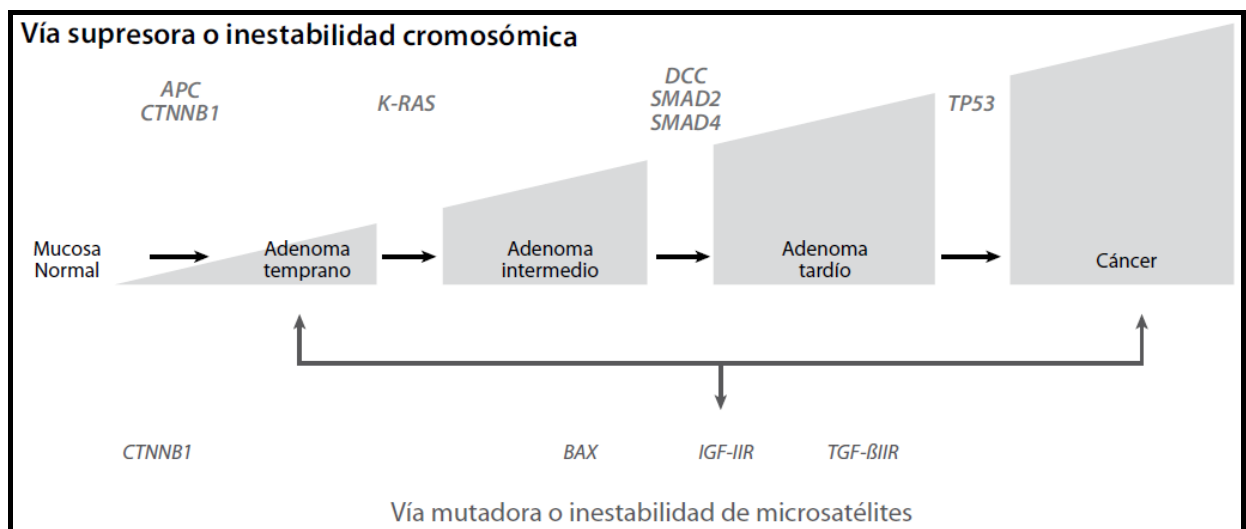 Vía supresora o inestabilidad cromosómica
APC
CTNNB1
K-RAS
DCC
SMAD2
SMAD4
TP53
Mucosa
Normal
Adenoma
temprano
Adenoma
intermedio
Adenoma
tardío
Cáncer
CTNNB1
BAX
IGF-IIR
TGF-ßIIR
Vía mutadora o inestabilidad de microsatélites